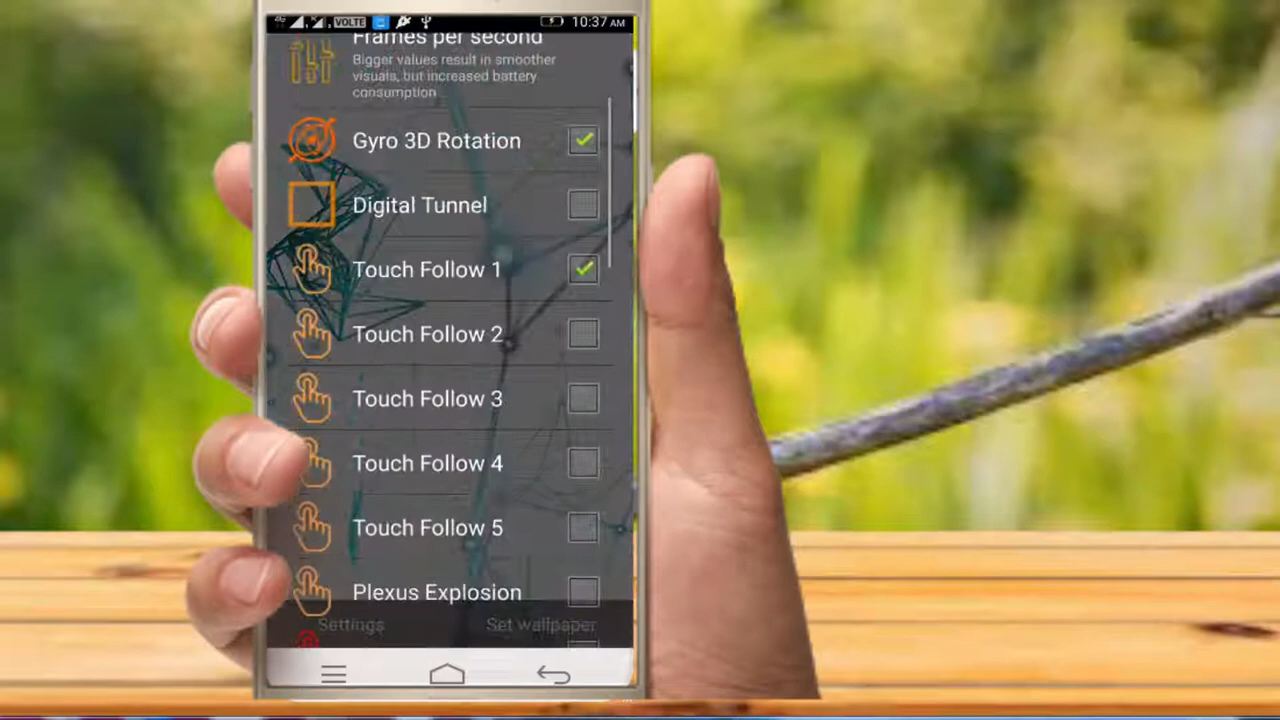 VOLTE 10:37 AM
Frames per second
Bigger values result in smoother
visuals, but increased battery
consumption
Gyro 3D Rotation
Digital Tunnel
Touch Follow 1
Touch Follow 2
Touch Follow 3
Touch Follow 4
Touch Follow 5
Plexus Explosion
Settings Set wallpaper